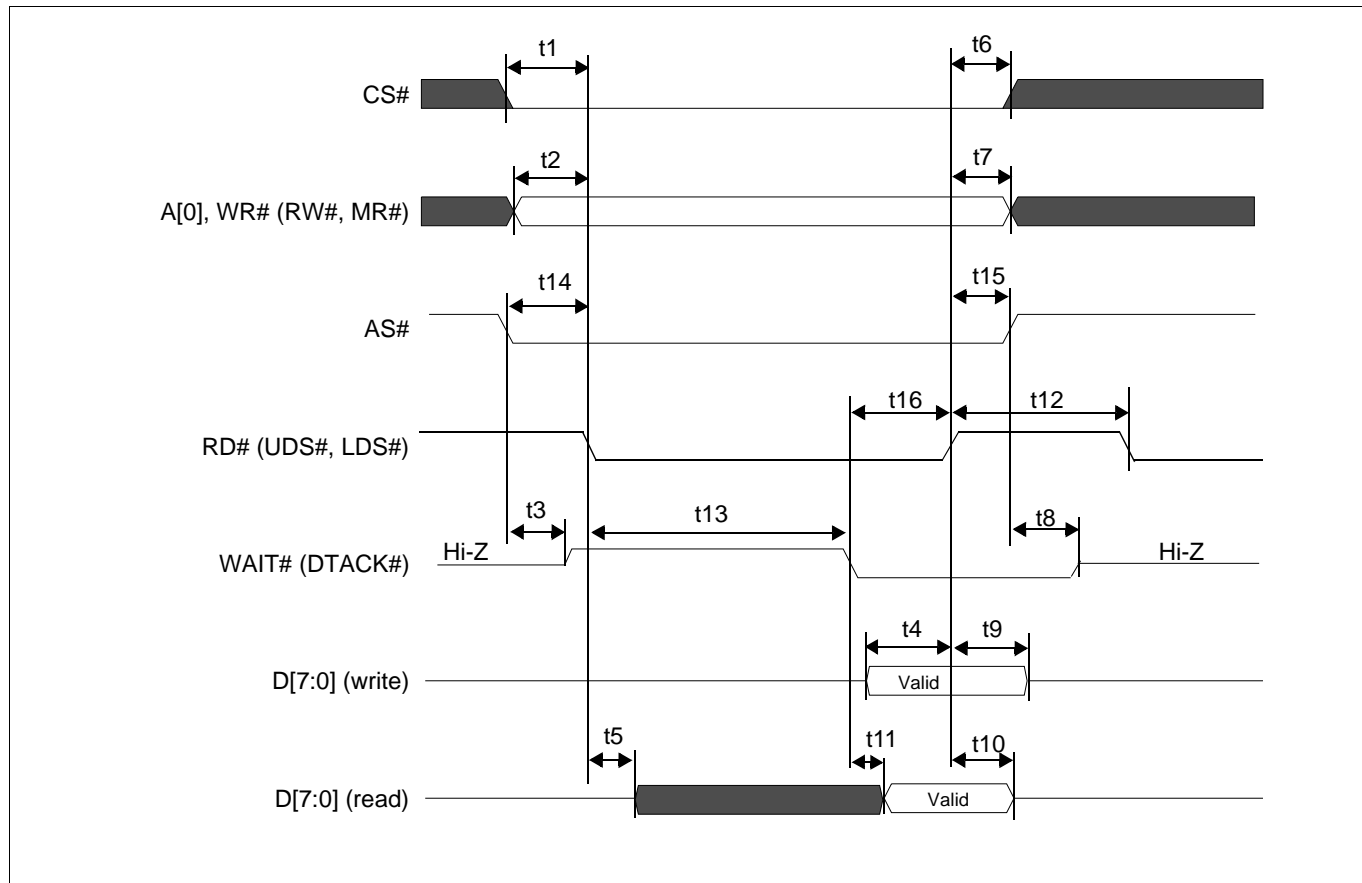 t1 t6
CS#
t2 t7
A[0], WR# (RW#, MR#)
t14 t15
AS#
t16 t12
RD# (UDS#, LDS#)
t3 t13 t8
WAIT# (DTACK#) Hi-Z Hi-Z
t4 t9
D[7:0] (write) Valid
t5 t11 t10
D[7:0] (read) Valid